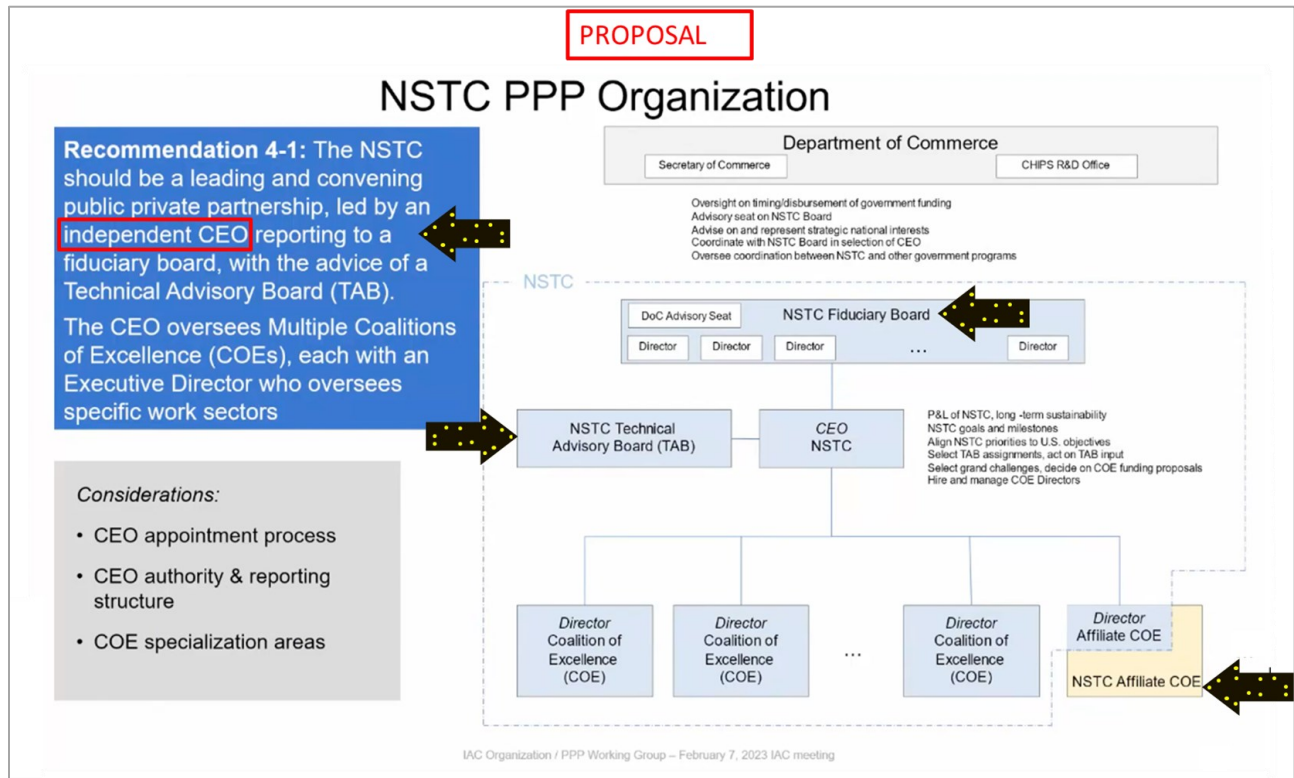 PROPOSAL
NSTC PPP Organization
Recommendation 4-1: The NSTC
should be a leading and convening
public private partnership, led by an
independent CEO reporting to a
fiduciary board, with the advice of a
Technical Advisory Board (TAB).
The CEO oversees Multiple Coalitions
of Excellence (COEs), each with an
Executive Director who oversees
specific work sectors
Considerations:
• CEO appointment process
• CEO authority & reporting
structure
• COE specialization areas
Department of Commerce
Secretary of Commerce
CHIPS R&D Office
Oversight on timing/disbursement of government funding
Advisory seat on NSTC Board
Advise on and represent strategic national interests
Coordinate with NSTC Board in selection of CEO
Oversee coordination between NSTC and other government programs
NSTC
DoC Advisory Seat
NSTC Fiduciary Board
Director
Director
Director
...
Director
NSTC Technical
Advisory Board (TAB)
CEO
NSTC
P&L of NSTC, long -term sustainability
NSTC goals and milestones
Align NSTC priorities to U.S. objectives
Select TAB assignments, act on TAB input
Select grand challenges, decide on COE funding proposals
Hire and manage COE Directors
Director
Coalition of
Excellence
(COE)
Director
Coalition of
Excellence
(COE)
...
Director
Coalition of
Excellence
(COE)
Director
Affiliate COE
NSTC Affiliate COE
IAC Organization / PPP Working Group – February 7, 2023 IAC meeting